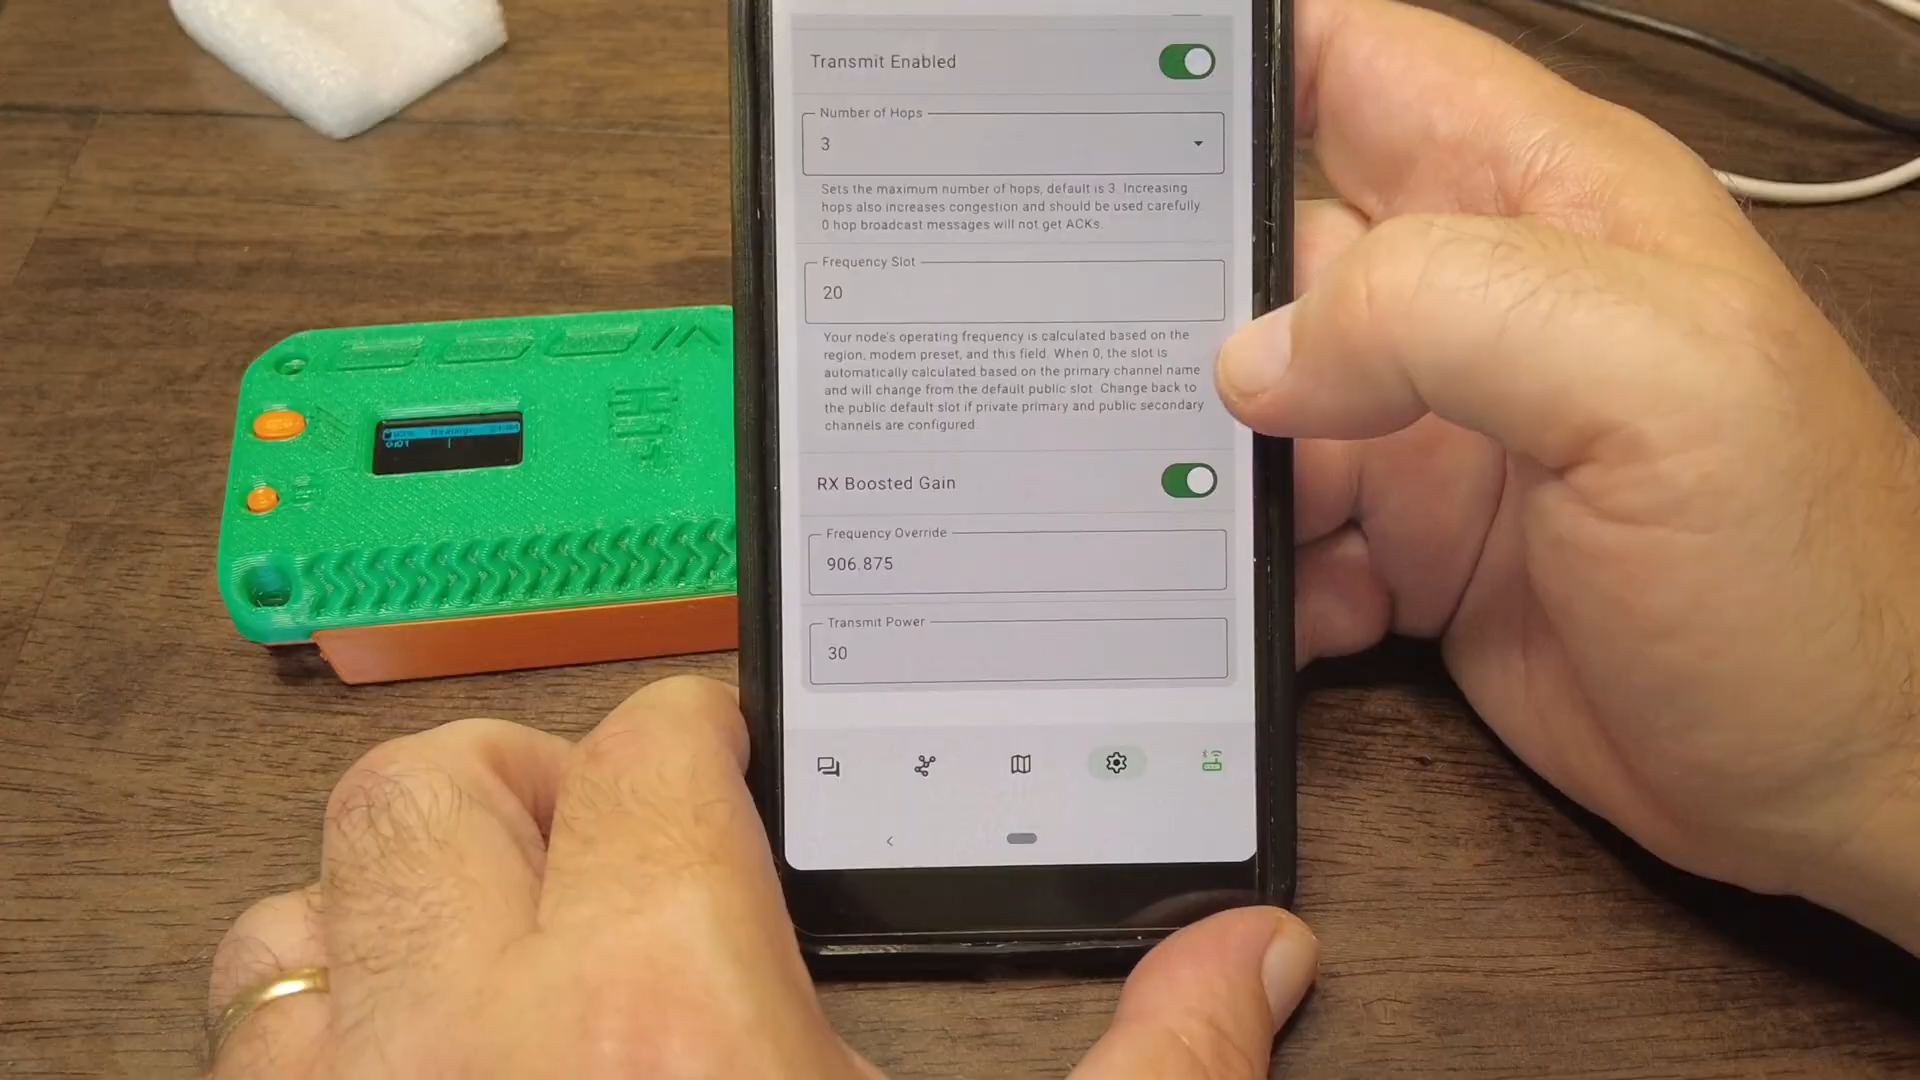 Transmit Enabled
Number of Hops
3
Sets the maximum number of hops, default is 3. Increasing
hops also increases congestion and should be used carefully.
0 hop broadcast messages will not get ACKs.
Frequency Slot
20
Your node's operating frequency is calculated based on the
region, modem preset, and this field. When 0, the slot is
automatically calculated based on the primary channel name
and will change from the default public slot. Change back to
the public default slot if private primary and public secondary
channels are configured.
RX Boosted Gain
Frequency Override
906.875
Transmit Power
30